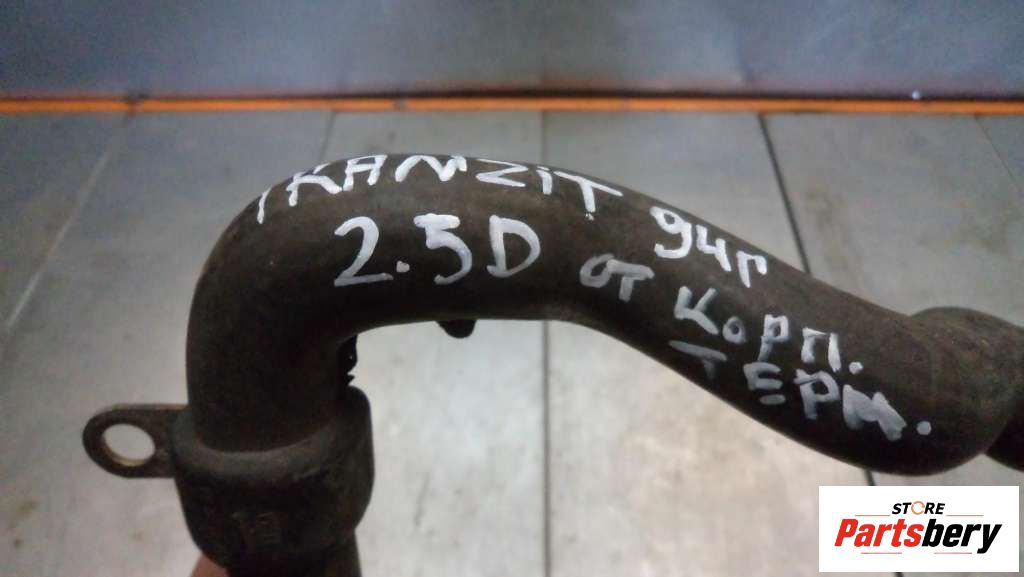 TRANZiT 94г
2.5D от Корп.
ТЕРМ.
STORE
Partsbery